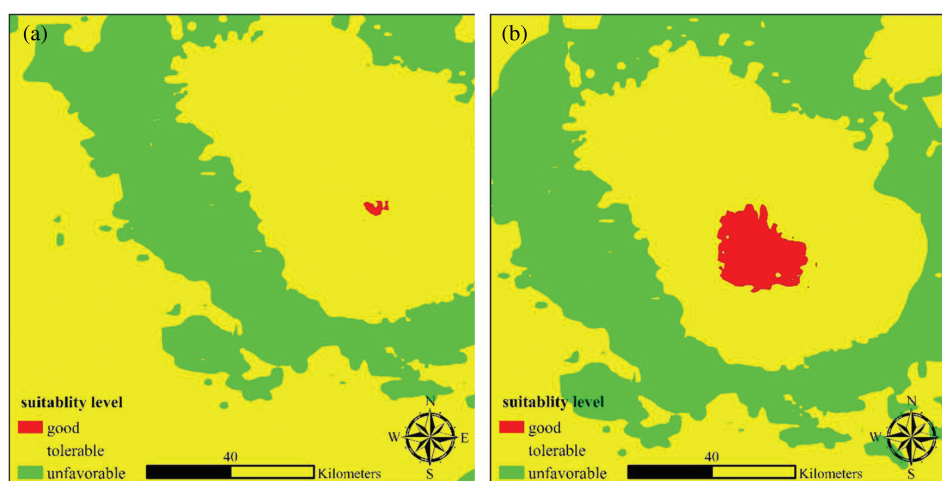 (a)
suitablity level
good
tolerable
unfavorable
40
Kilometers
N
W E
S
(b)
suitablity level
good
tolerable
unfavorable
40
Kilometers
N
W E
S